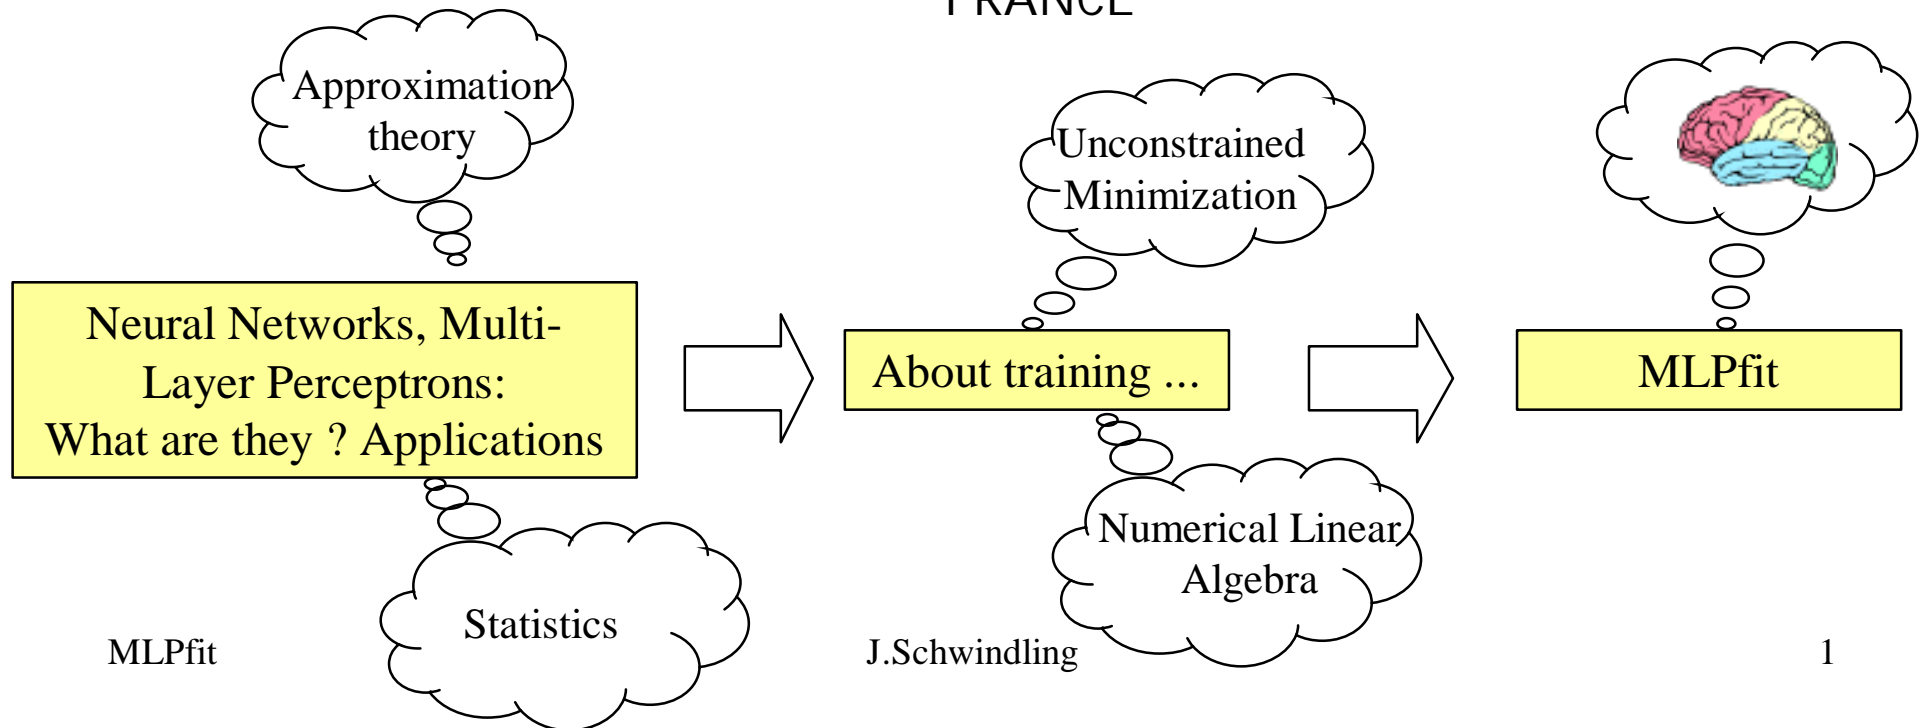 FRANCE
Approximation
theory
Unconstrained
Minimization
Neural Networks, Multi-
Layer Perceptrons:
What are they ? Applications
About training ...
MLPfit
Statistics
Numerical Linear
Algebra
MLPfit
J.Schwindling
1